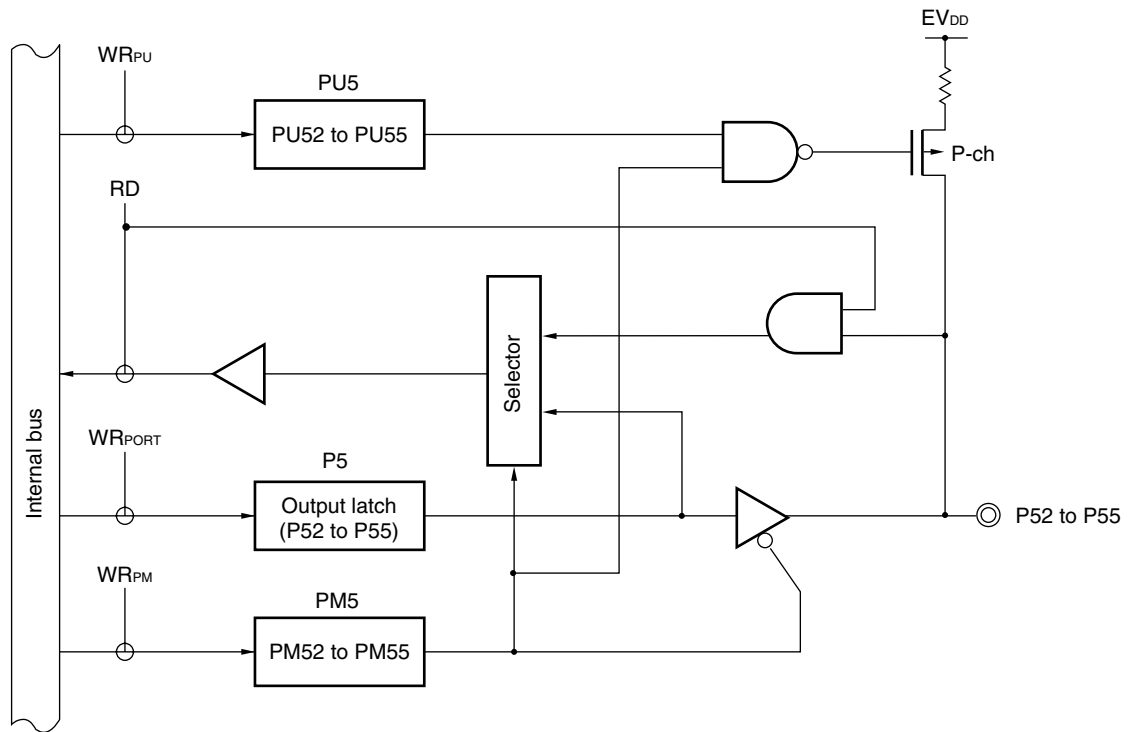 EVDD
WRPU
PU5
PU52 to PU55
P-ch
RD
Selector
Internal bus
WRPORT
P5
Output latch
(P52 to P55)
P52 to P55
WRPM
PM5
PM52 to PM55